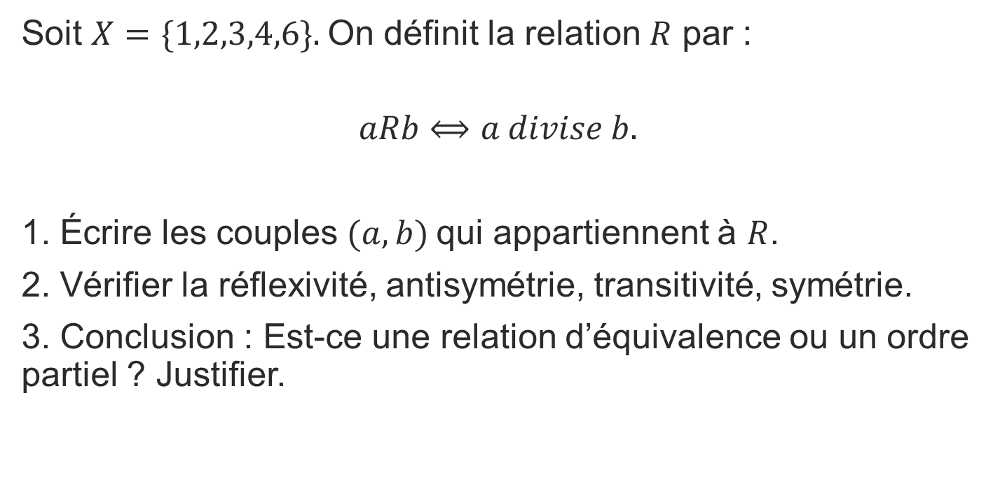 Soit X = {1,2,3,4,6}. On définit la relation R par :
aRb ⟺ a divise b.
1. Écrire les couples (a, b) qui appartiennent à R.
2. Vérifier la réflexivité, antisymétrie, transitivité, symétrie.
3. Conclusion : Est-ce une relation d’équivalence ou un ordre
partiel ? Justifier.